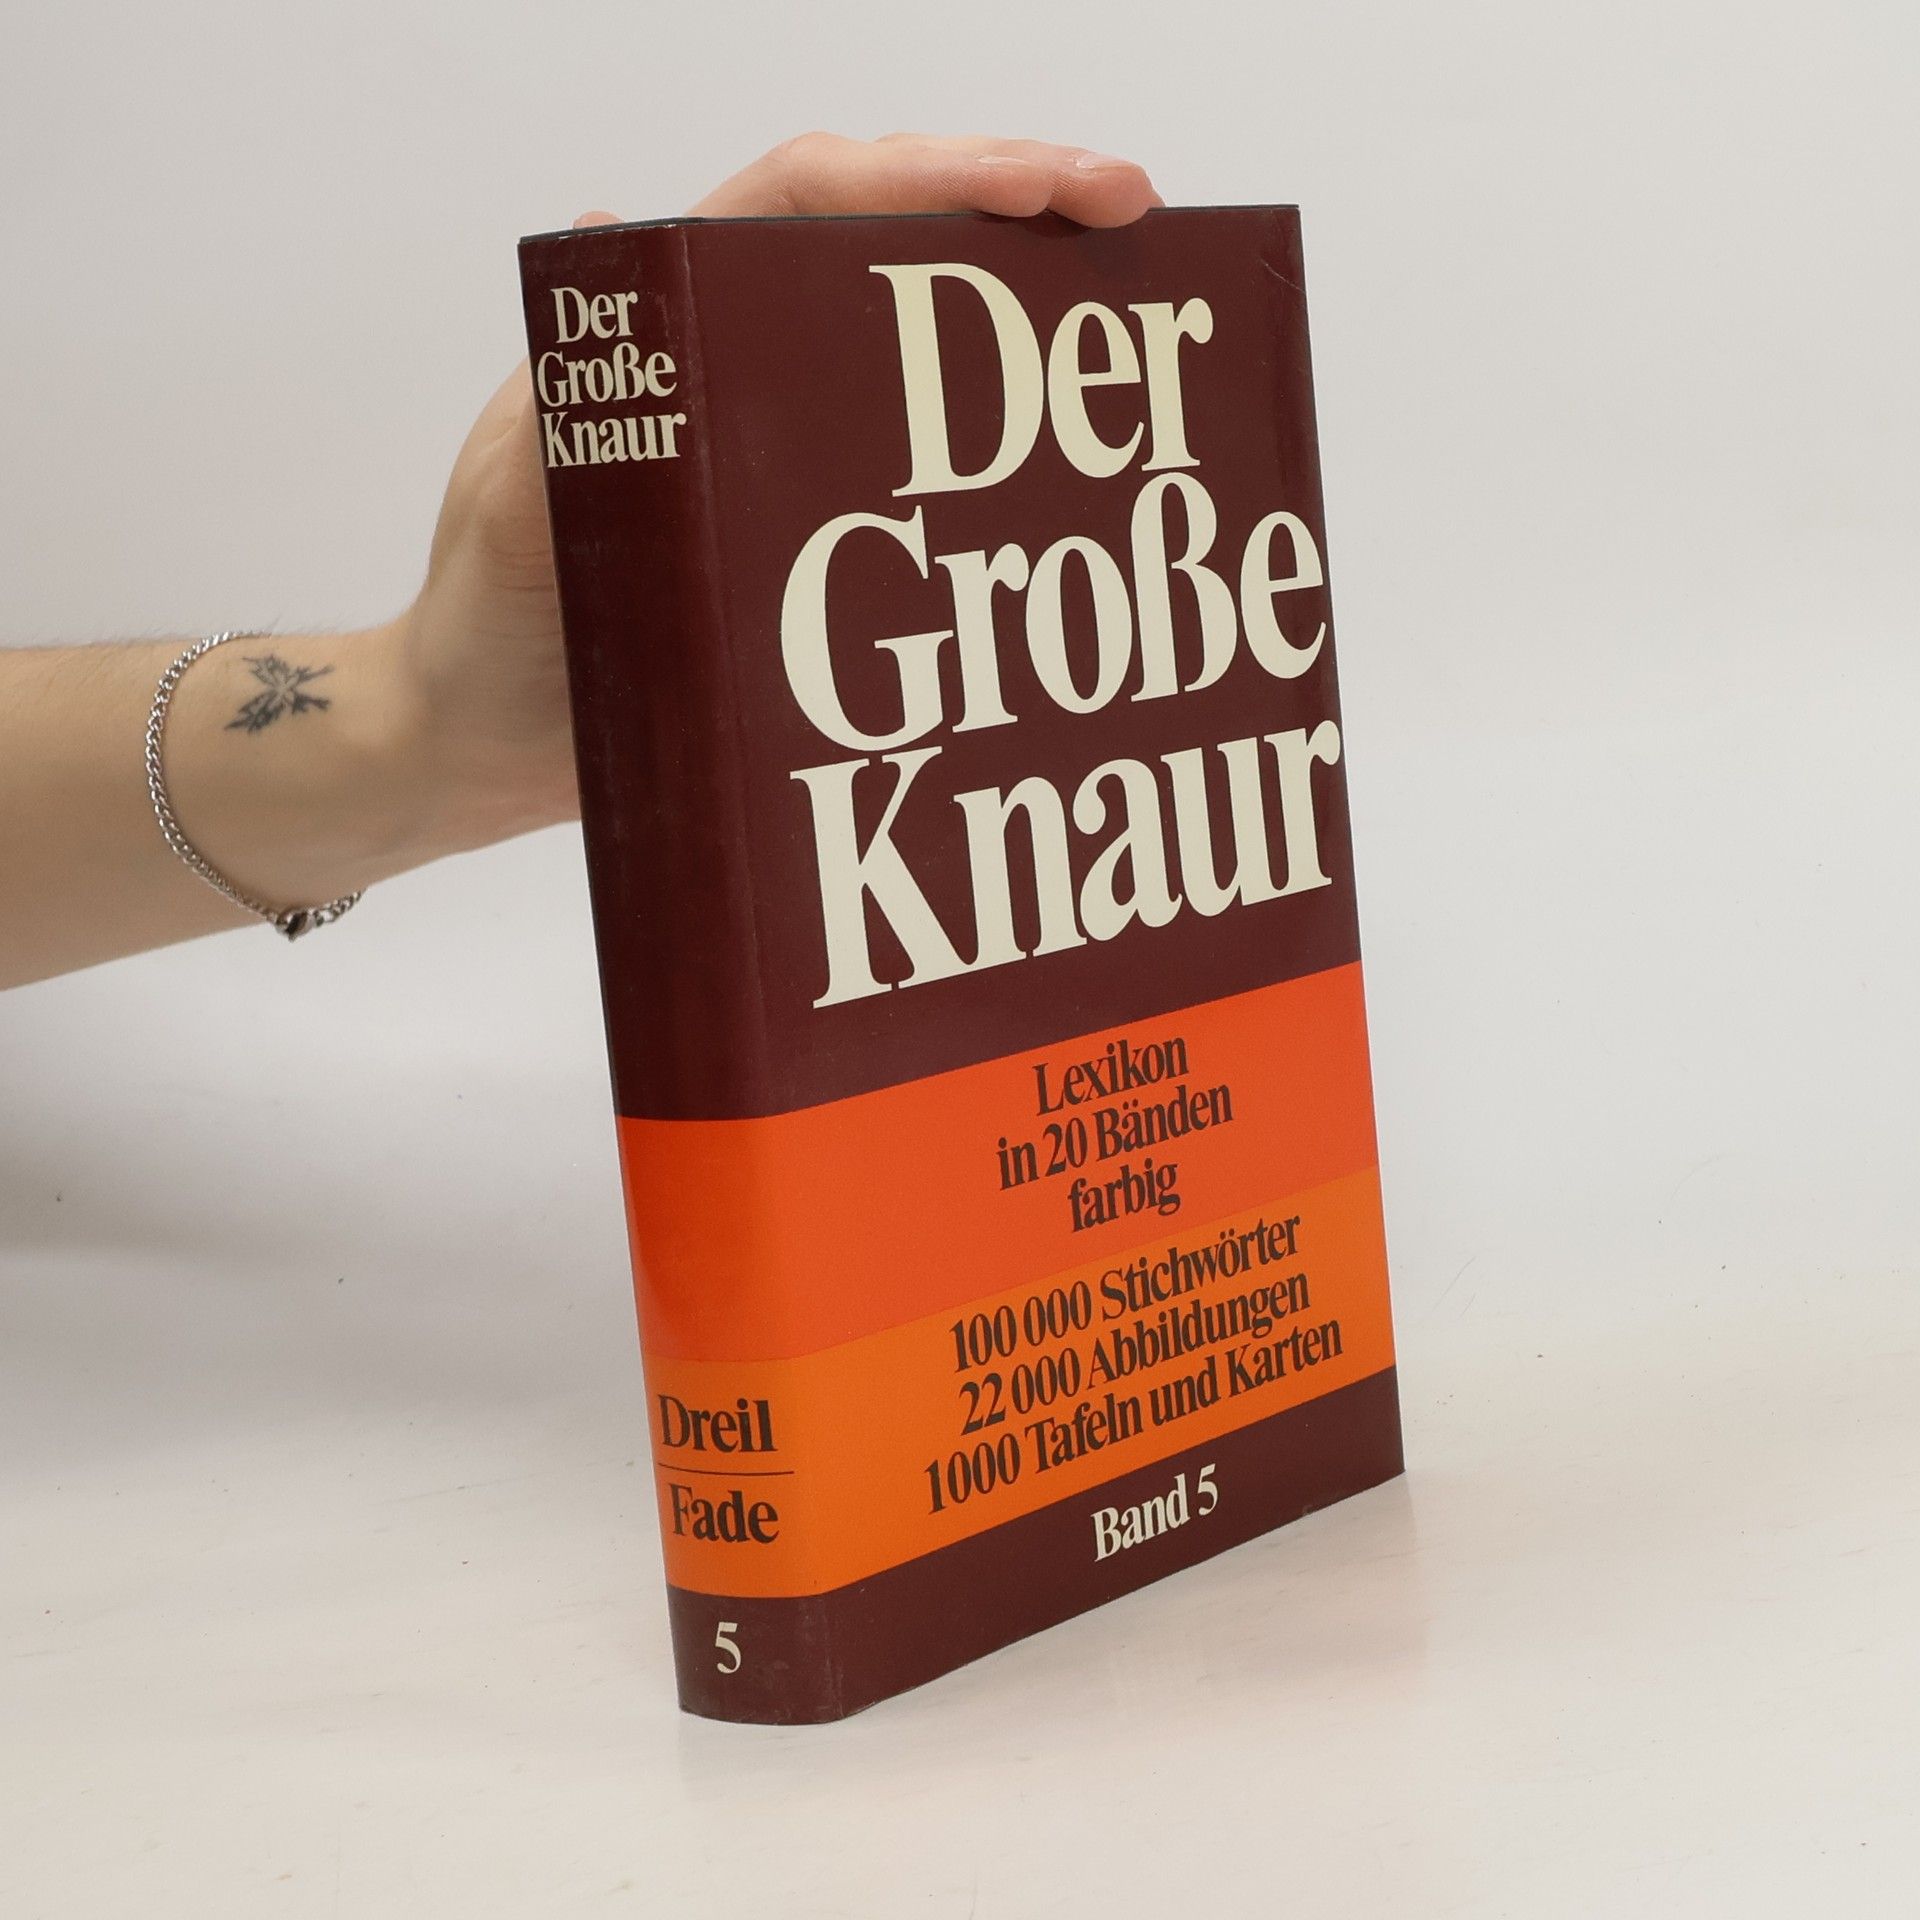 Der
Große
Knaur
Dreil
Fade
5
Der
Große
Knaur
Lexikon
in 20 Bänden
farbig
100 000 Stichwörter
22 000 Abbildungen
1000 Tafeln und Karten
Band 5